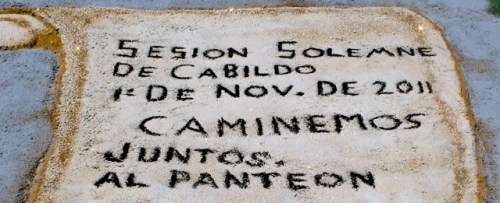 SESION SOLEMNE
DE CABILDO
1º DE NOV. DE 2011
CAMINEMOS
JUNTOS.
AL PANTEON